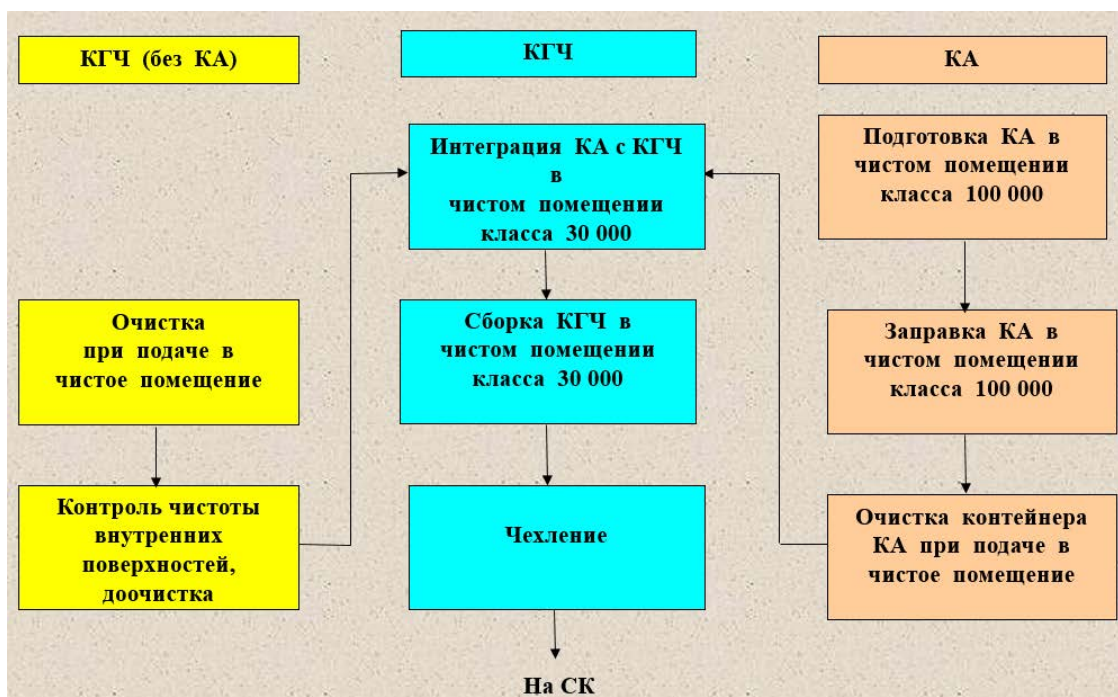 КГЧ (без КА)
КГЧ
КА
Интеграция КА с КГЧ
в
чистом помещении
класса 30 000
Подготовка КА в
чистом помещении
класса 100 000
Очистка
при подаче в
чистое помещение
Сборка КГЧ в
чистом помещении
класса 30 000
Заправка КА в
чистом помещении
класса 100 000
Контроль чистоты
внутренних
поверхностей,
доочистка
Чехление
Очистка контейнера
КА при подаче в
чистое помещение
На СК